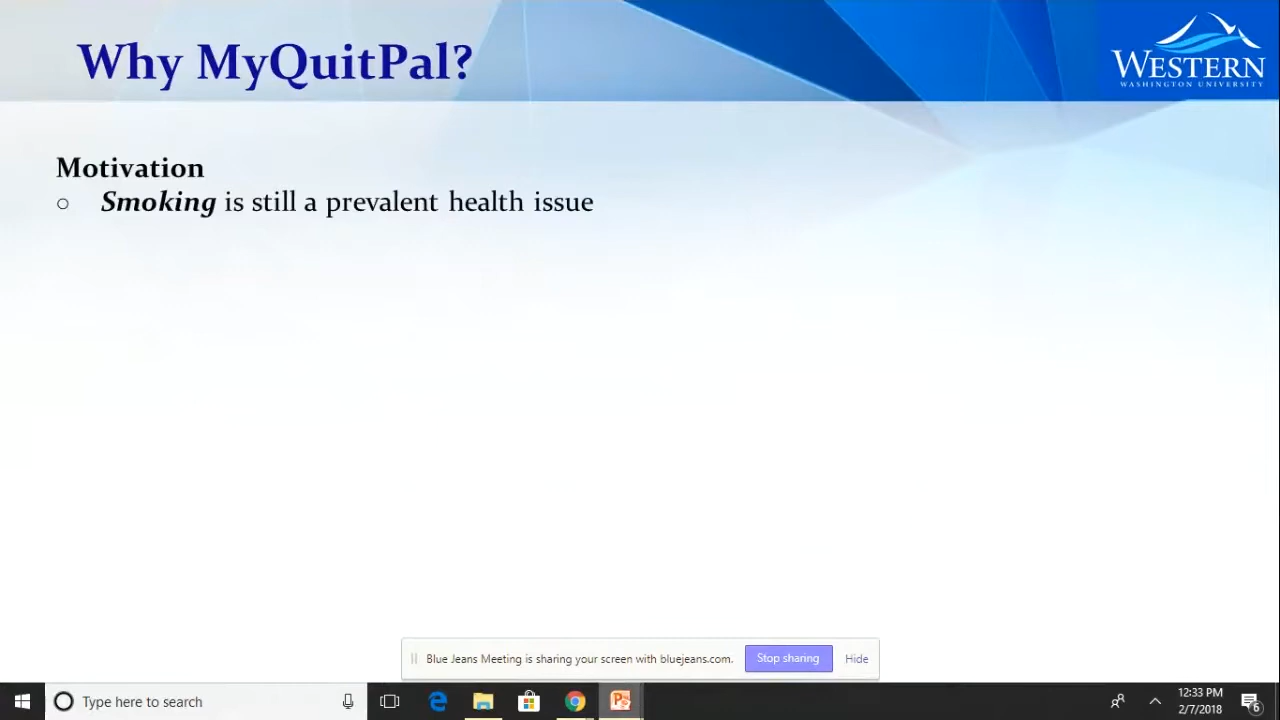 Why MyQuitPal?
WESTERN
WASHINGTON UNIVERSITY
Motivation
○ Smoking is still a prevalent health issue
Blue Jeans Meeting is sharing your screen with bluejeans.com. Stop sharing Hide
Type here to search
12:33 PM
2/7/2018
6